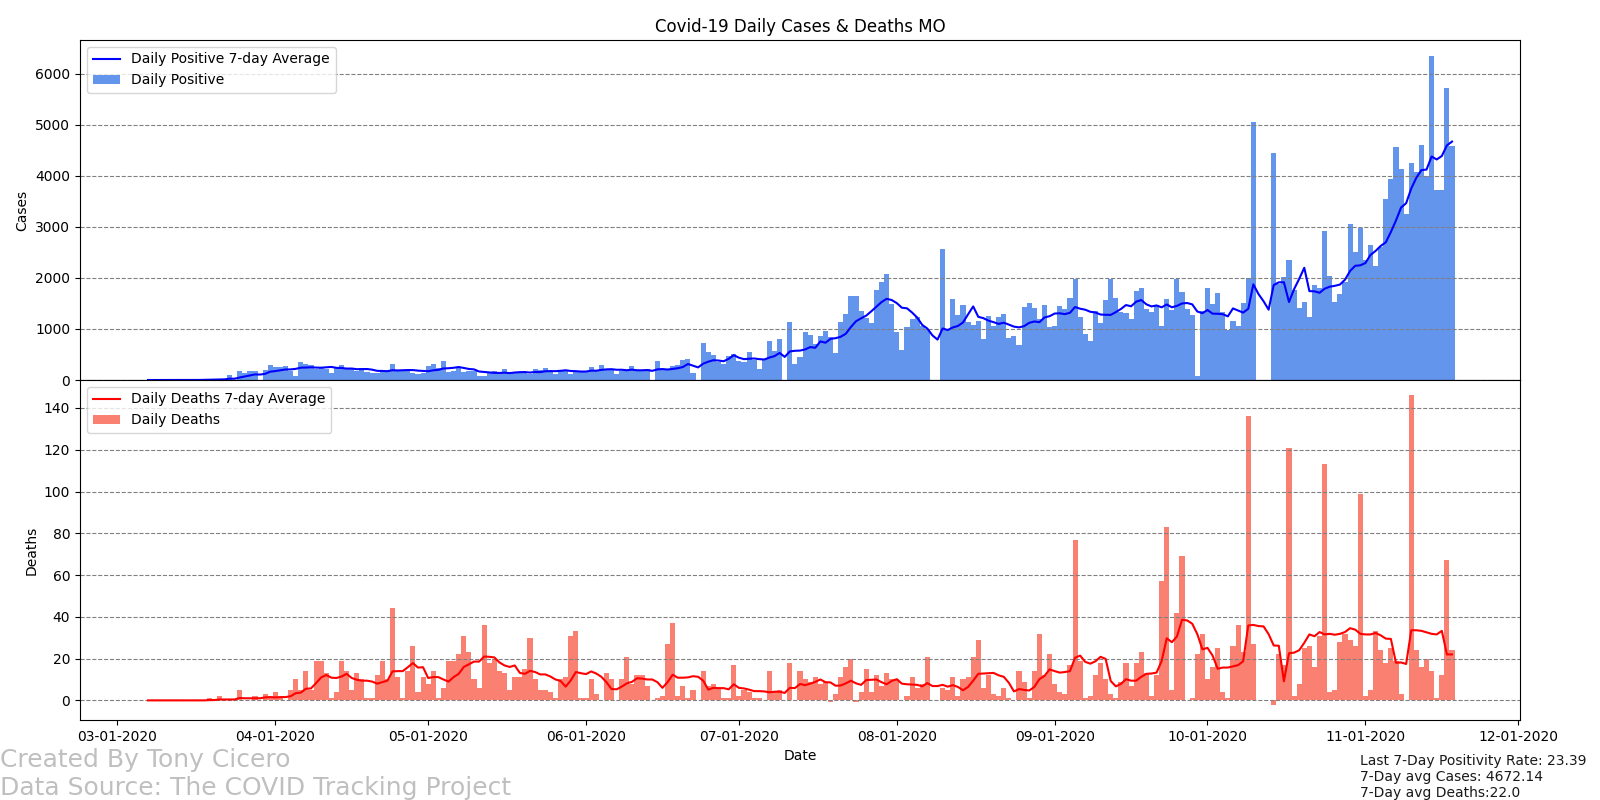 Covid-19 Daily Cases & Deaths MO
Daily Positive 7-day Average
Daily Positive
6000
5000
4000
3000
2000
1000
0
Cases
Daily Deaths 7-day Average
Daily Deaths
140
120
100
80
60
40
20
0
Deaths
03-01-2020 04-01-2020 05-01-2020 06-01-2020 07-01-2020 08-01-2020 09-01-2020 10-01-2020 11-01-2020 12-01-2020
Date
Created By Tony Cicero
Data Source: The COVID Tracking Project
Last 7-Day Positivity Rate: 23.39
7-Day avg Cases: 4672.14
7-Day avg Deaths:22.0